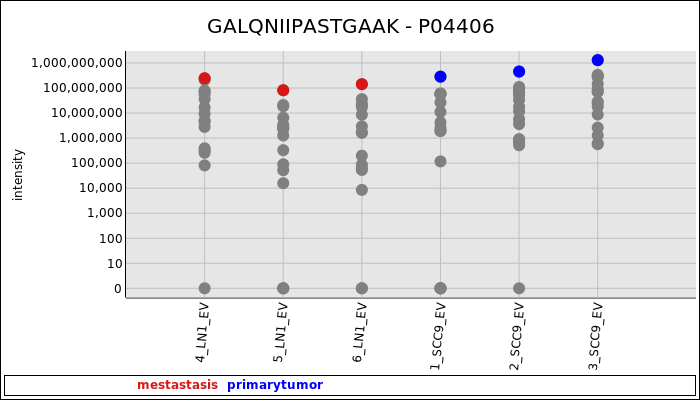 GALQNIIPASTGAAK - P04406
intensity
1,000,000,000
100,000,000
10,000,000
1,000,000
100,000
10,000
1,000
100
10
0
4_LN1_EV
5_LN1_EV
6_LN1_EV
1_SCC9_EV
2_SCC9_EV
3_SCC9_EV
mestastasis primarytumor